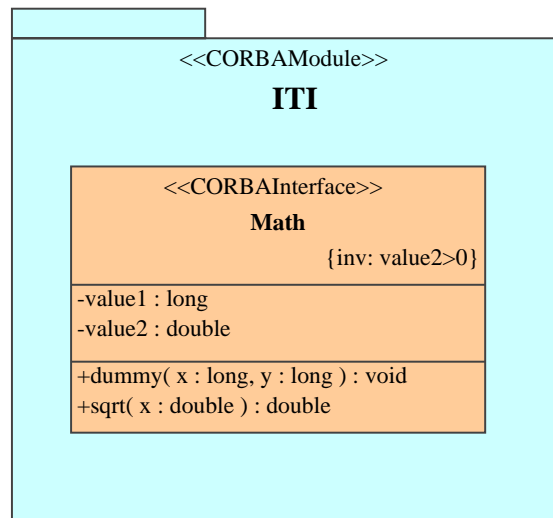 <<CORBAModule>>
ITI
<<CORBAInterface>>
Math
{inv: value2>0}
-value1 : long
-value2 : double
+dummy( x : long, y : long ) : void
+sqrt( x : double ) : double